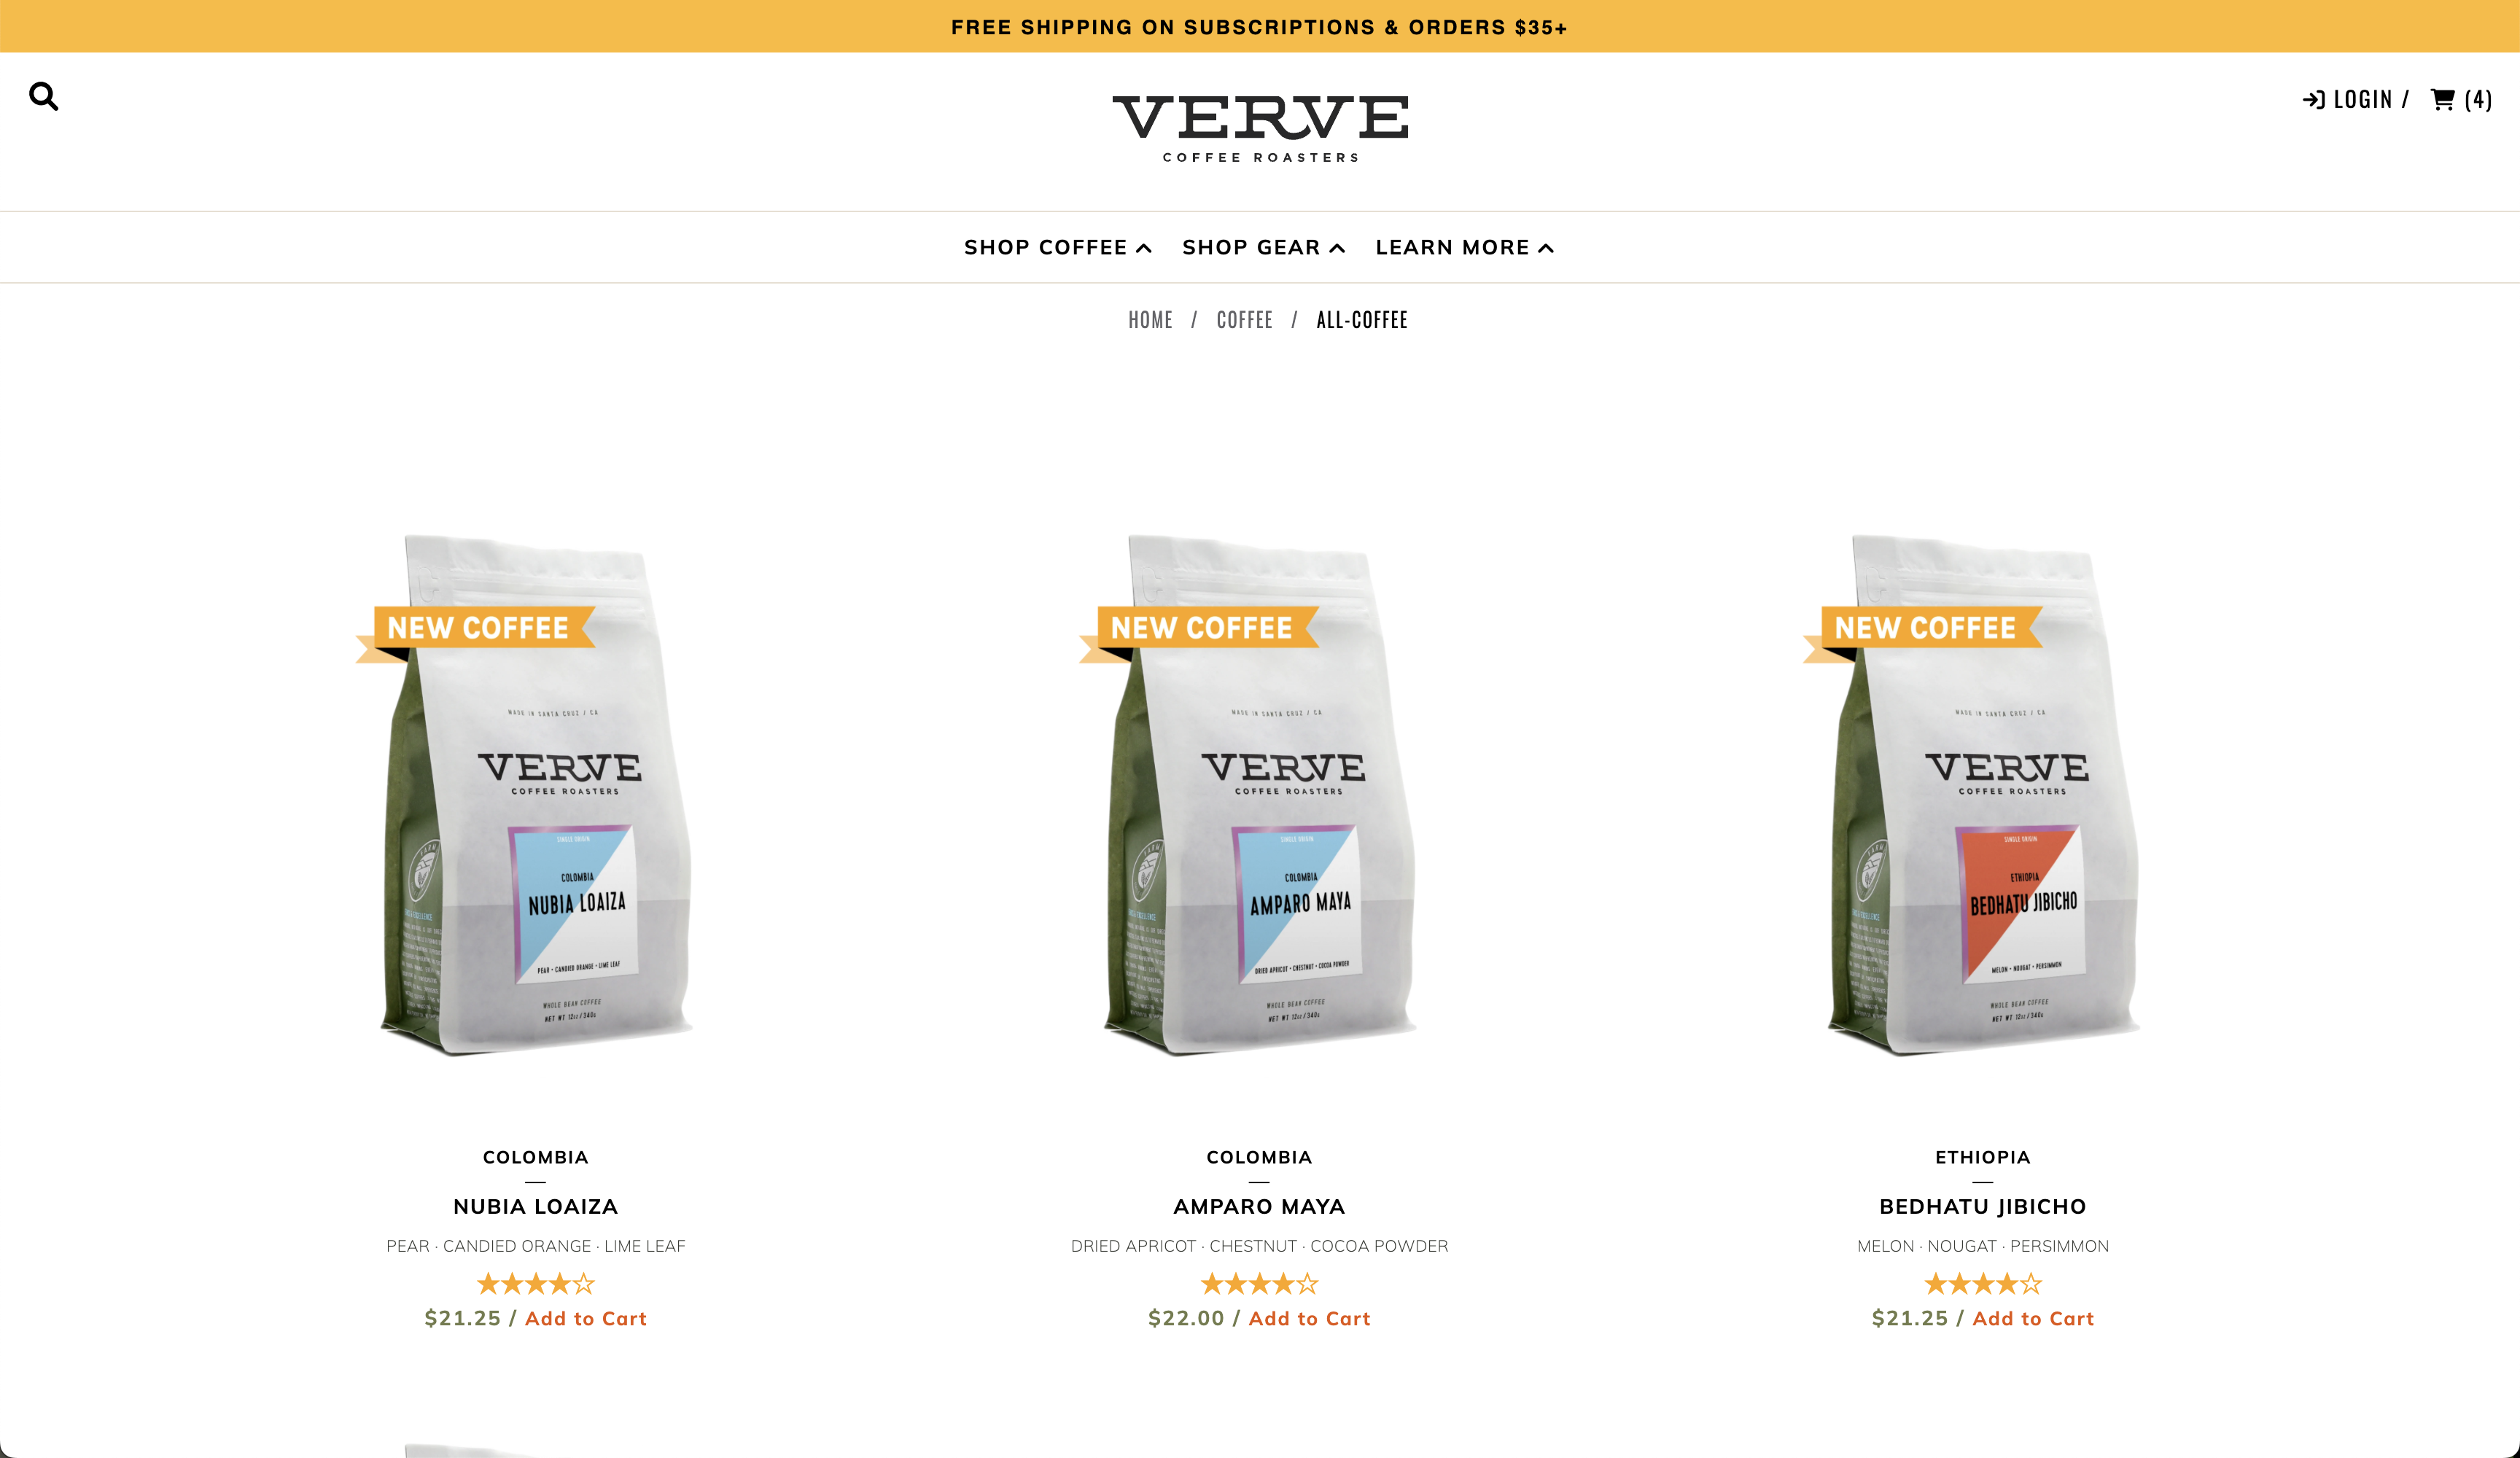 FREE SHIPPING ON SUBSCRIPTIONS & ORDERS $35+
VERVE
COFFEE ROASTERS
LOGIN / (4)
SHOP COFFEE SHOP GEAR LEARN MORE
HOME / COFFEE / ALL-COFFEE
NEW COFFEE
MADE IN SANTA CRUZ / CA
VERVE
COFFEE ROASTERS
SINGLE ORIGIN
COLOMBIA
NUBIA LOAIZA
PEAR • CANDIED ORANGE • LIME LEAF
WHOLE BEAN COFFEE
NET WT 12oz / 340g
FARM
COLOMBIA
NUBIA LOAIZA
PEAR · CANDIED ORANGE · LIME LEAF
$21.25 / Add to Cart
NEW COFFEE
MADE IN SANTA CRUZ / CA
VERVE
COFFEE ROASTERS
SINGLE ORIGIN
COLOMBIA
AMPARO MAYA
DRIED APRICOT • CHESTNUT • COCOA POWDER
WHOLE BEAN COFFEE
NET WT 12oz / 340g
FARM
COLOMBIA
AMPARO MAYA
DRIED APRICOT · CHESTNUT · COCOA POWDER
$22.00 / Add to Cart
NEW COFFEE
MADE IN SANTA CRUZ / CA
VERVE
COFFEE ROASTERS
SINGLE ORIGIN
ETHIOPIA
BEDHATU JIBICHO
MELON • NOUGAT • PERSIMMON
WHOLE BEAN COFFEE
NET WT 12oz / 340g
FARM
ETHIOPIA
BEDHATU JIBICHO
MELON · NOUGAT · PERSIMMON
$21.25 / Add to Cart